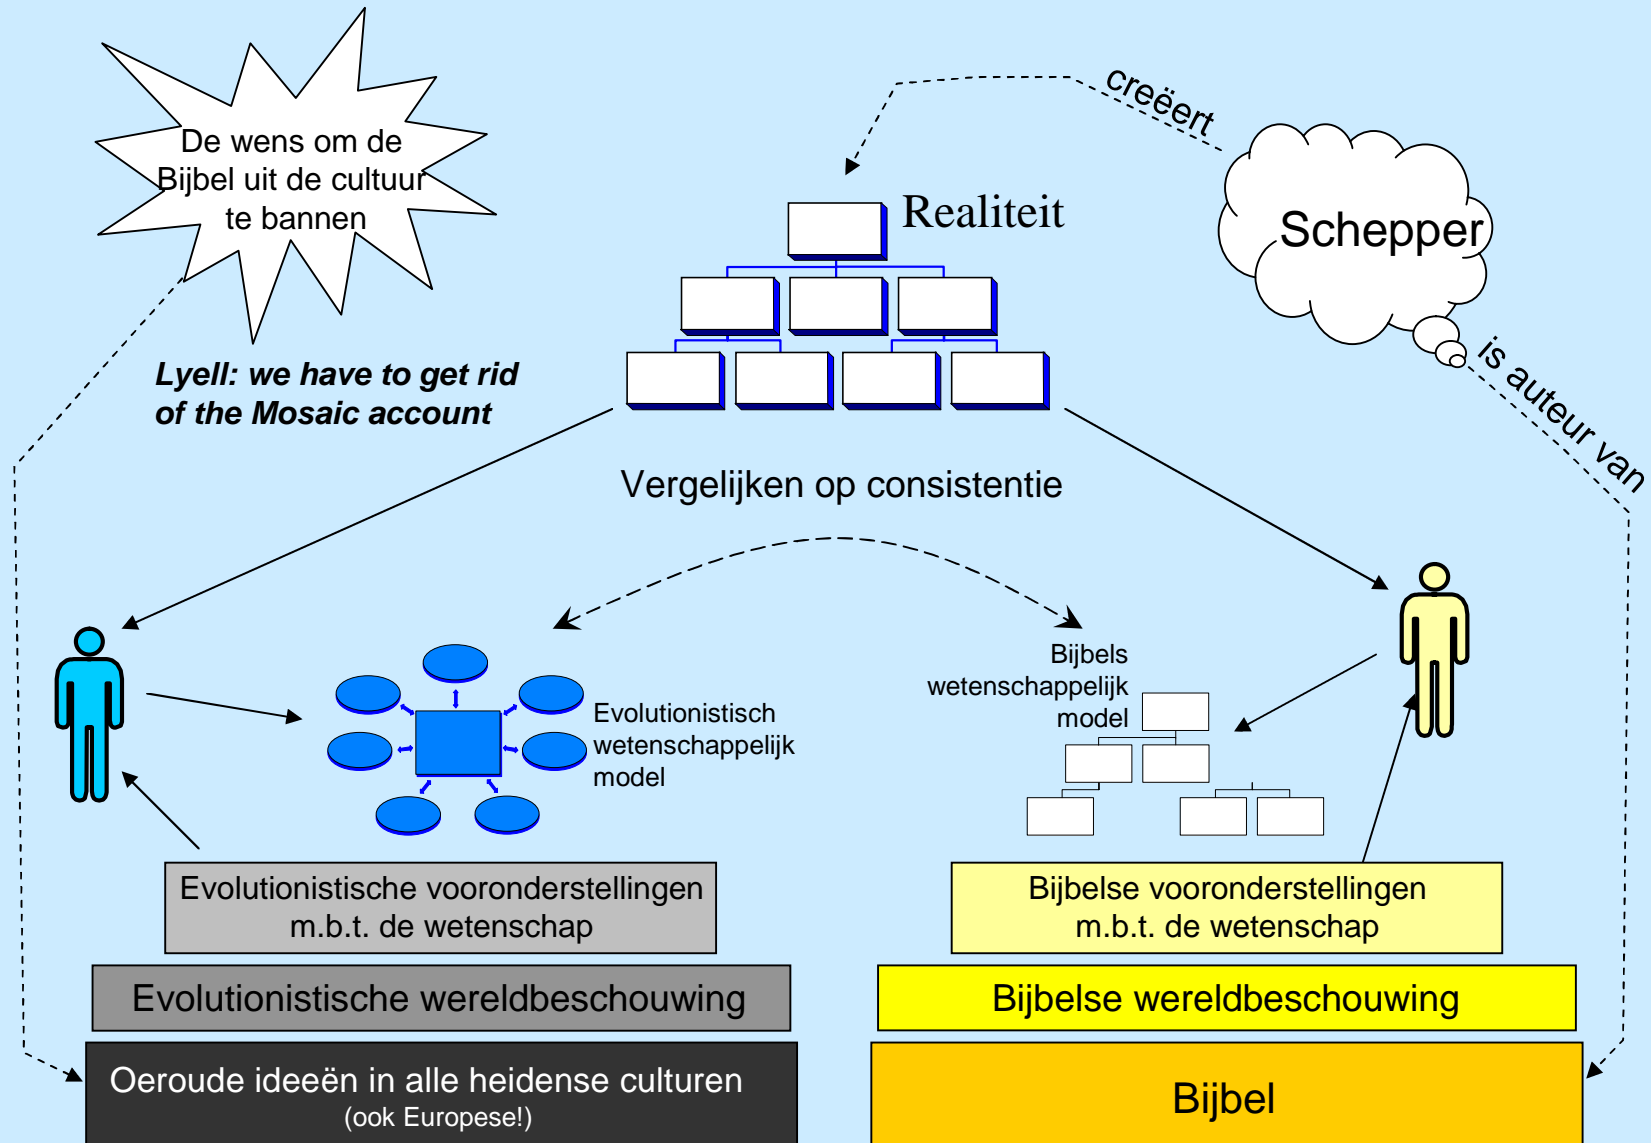 De wens om de
Bijbel uit de cultuur
te bannen
creëert
Realiteit
Schepper
is auteur van
Lyell: we have to get rid
of the Mosaic account
Vergelijken op consistentie
Evolutionistisch
wetenschappelijk
model
Bijbels
wetenschappelijk
model
Evolutionistische vooronderstellingen
m.b.t. de wetenschap
Bijbelse vooronderstellingen
m.b.t. de wetenschap
Evolutionistische wereldbeschouwing
Bijbelse wereldbeschouwing
Oeroude ideeën in alle heidense culturen
(ook Europese!)
Bijbel